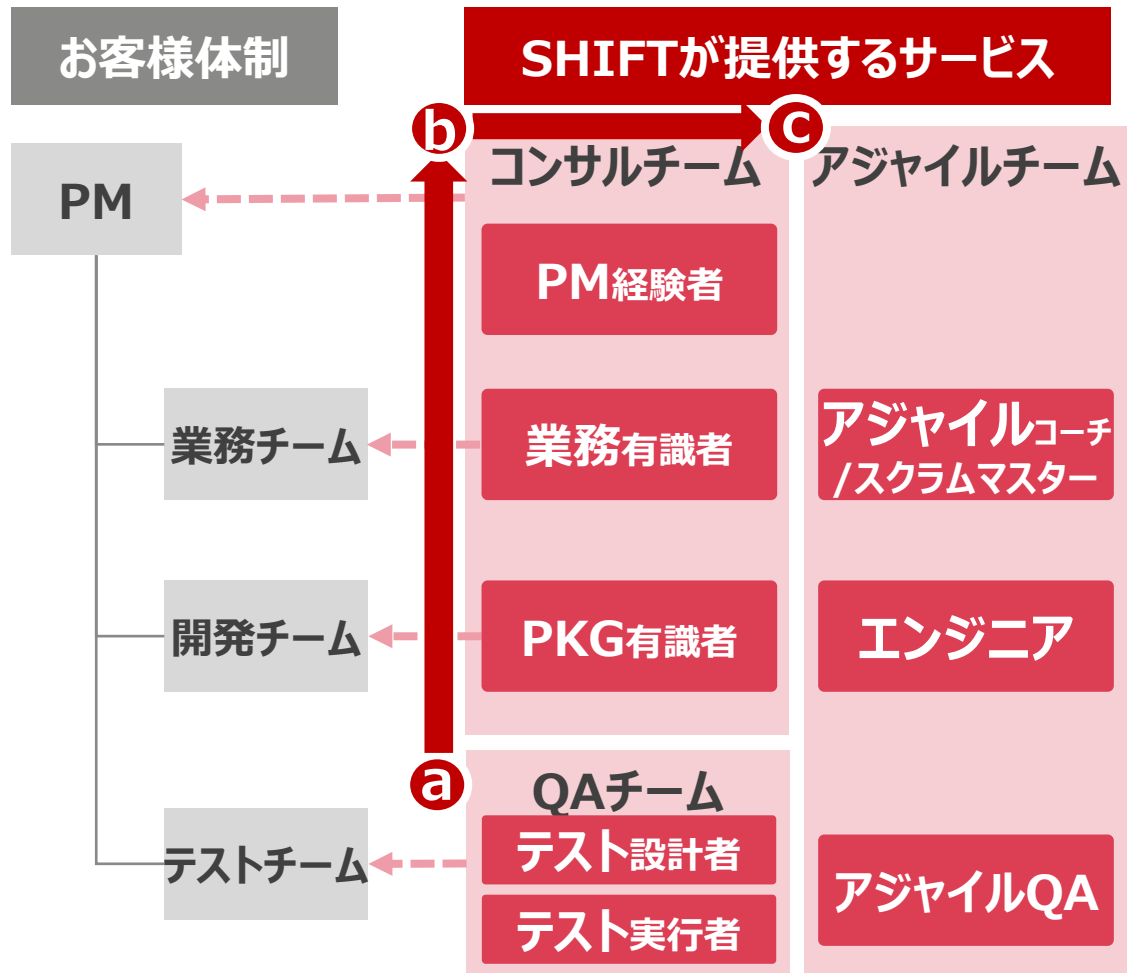 お客様体制
SHIFTが提供するサービス
b
c
コンサルチーム
アジャイルチーム
PM
PM経験者
業務チーム
業務有識者
アジャイルコーチ
/スクラムマスター
開発チーム
PKG有識者
エンジニア
a
QAチーム
テストチーム
テスト設計者
テスト実行者
アジャイルQA